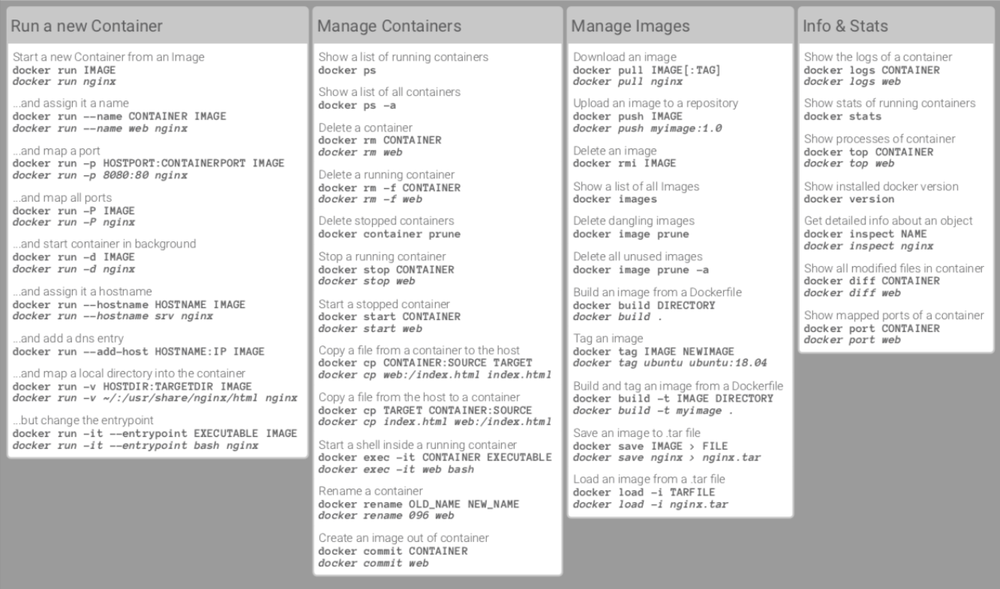 Run a new Container
Start a new Container from an Image
docker run IMAGE
docker run nginx
...and assign it a name
docker run --name CONTAINER IMAGE
docker run --name web nginx
...and map a port
docker run -p HOSTPORT:CONTAINERPORT IMAGE
docker run -p 8080:80 nginx
...and map all ports
docker run -P IMAGE
docker run -P nginx
...and start container in background
docker run -d IMAGE
docker run -d nginx
...and assign it a hostname
docker run --hostname HOSTNAME IMAGE
docker run --hostname srv nginx
...and add a dns entry
docker run --add-host HOSTNAME:IP IMAGE
...and map a local directory into the container
docker run -v HOSTDIR:TARGETDIR IMAGE
docker run -v ~/:/usr/share/nginx/html nginx
...but change the entrypoint
docker run -it --entrypoint EXECUTABLE IMAGE
docker run -it --entrypoint bash nginx
Manage Containers
Show a list of running containers
docker ps
Show a list of all containers
docker ps -a
Delete a container
docker rm CONTAINER
docker rm web
Delete a running container
docker rm -f CONTAINER
docker rm -f web
Delete stopped containers
docker container prune
Stop a running container
docker stop CONTAINER
docker stop web
Start a stopped container
docker start CONTAINER
docker start web
Copy a file from a container to the host
docker cp CONTAINER:SOURCE TARGET
docker cp web:/index.html index.html
Copy a file from the host to a container
docker cp TARGET CONTAINER:SOURCE
docker cp index.html web:/index.html
Start a shell inside a running container
docker exec -it CONTAINER EXECUTABLE
docker exec -it web bash
Rename a container
docker rename OLD_NAME NEW_NAME
docker rename 096 web
Create an image out of container
docker commit CONTAINER
docker commit web
Manage Images
Download an image
docker pull IMAGE[:TAG]
docker pull nginx
Upload an image to a repository
docker push IMAGE
docker push myimage:1.0
Delete an image
docker rmi IMAGE
Show a list of all Images
docker images
Delete dangling images
docker image prune
Delete all unused images
docker image prune -a
Build an image from a Dockerfile
docker build DIRECTORY
docker build .
Tag an image
docker tag IMAGE NEWIMAGE
docker tag ubuntu ubuntu:18.04
Build and tag an image from a Dockerfile
docker build -t IMAGE DIRECTORY
docker build -t myimage .
Save an image to .tar file
docker save IMAGE > FILE
docker save nginx > nginx.tar
Load an image from a .tar file
docker load -i TARFILE
docker load -i nginx.tar
Info & Stats
Show the logs of a container
docker logs CONTAINER
docker logs web
Show stats of running containers
docker stats
Show processes of container
docker top CONTAINER
docker top web
Show installed docker version
docker version
Get detailed info about an object
docker inspect NAME
docker inspect nginx
Show all modified files in container
docker diff CONTAINER
docker diff web
Show mapped ports of a container
docker port CONTAINER
docker port web